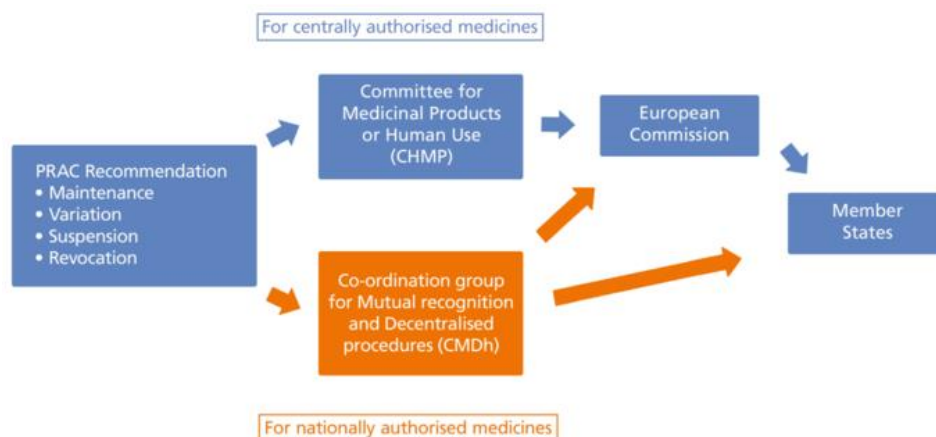 For centrally authorised medicines
Committee for
Medicinal Products
or Human Use
(CHMP)
European
Commission
PRAC Recommendation
• Maintenance
• Variation
• Suspension
• Revocation
Member
States
Co-ordination group
for Mutual recognition
and Decentralised
procedures (CMDh)
For nationally authorised medicines